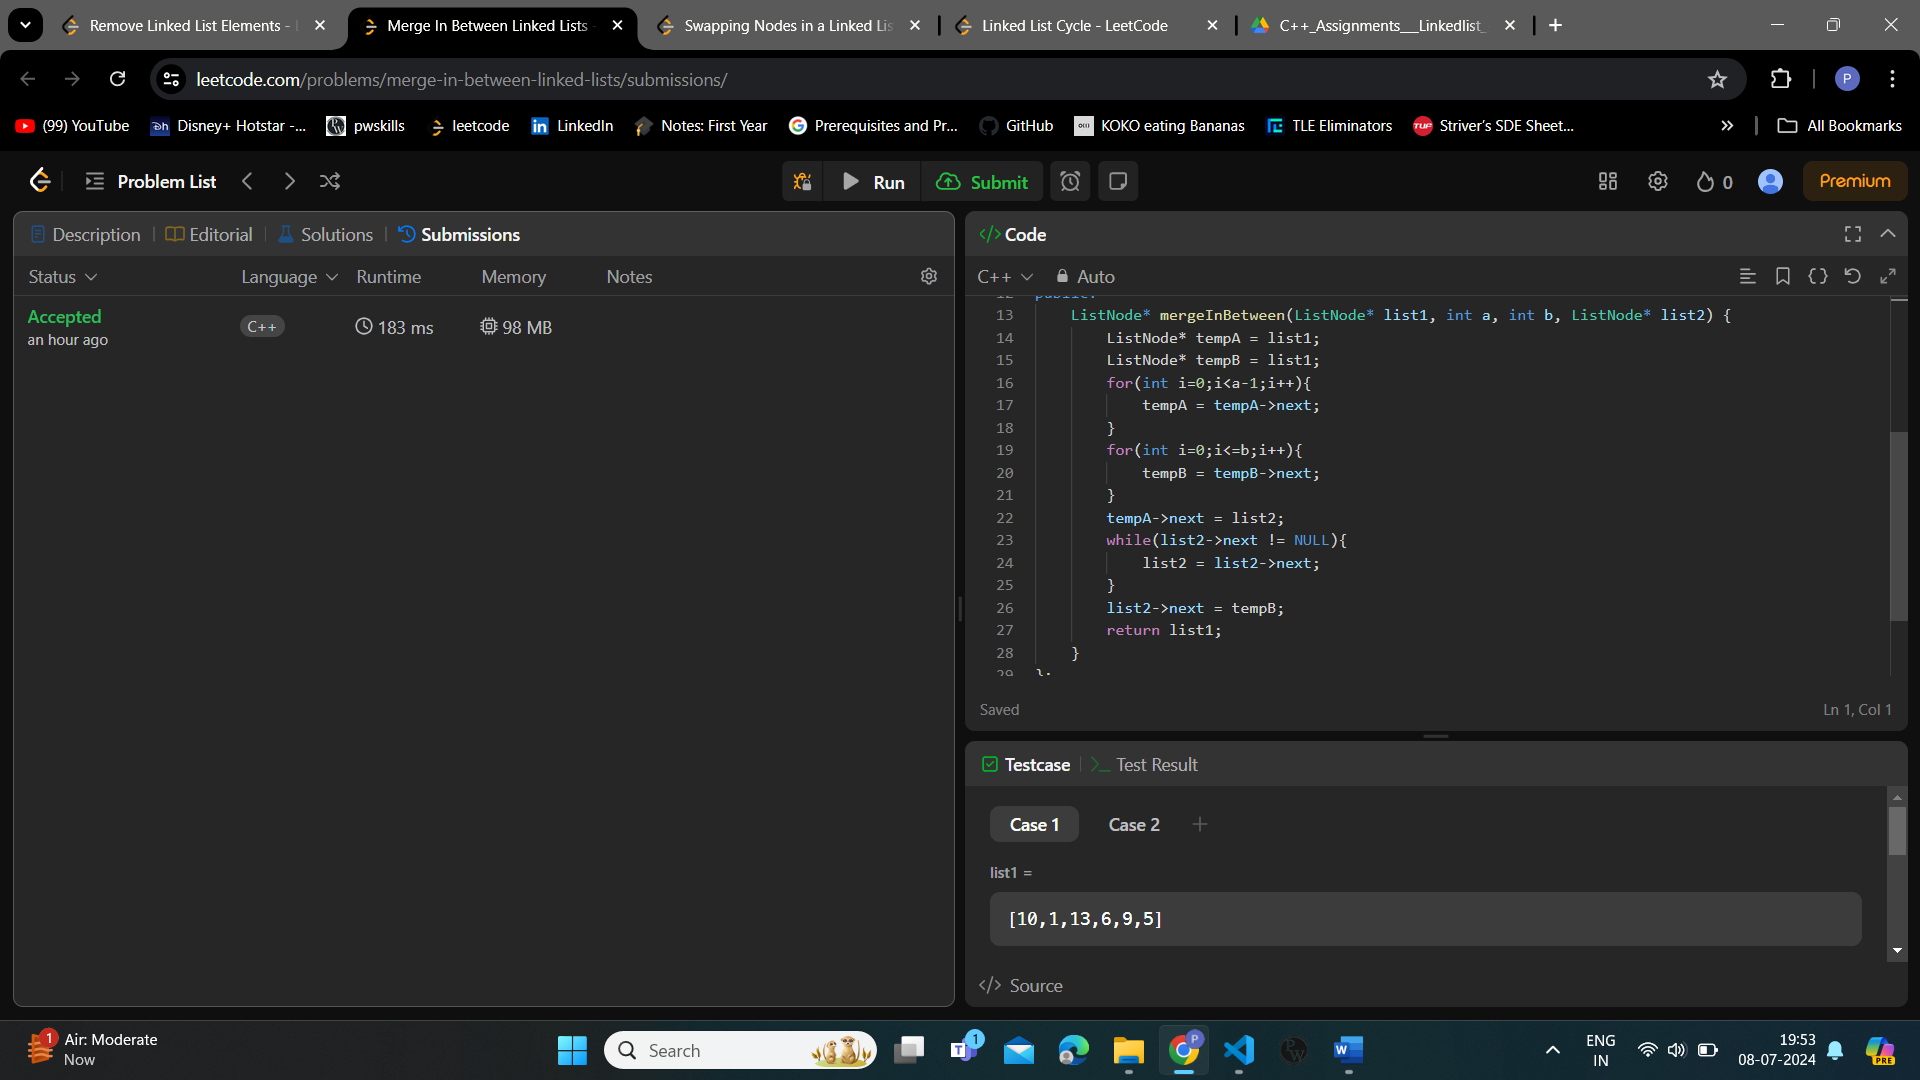 Remove Linked List Elements - L
Merge In Between Linked Lists -
Swapping Nodes in a Linked Lis
Linked List Cycle - LeetCode
C++_Assignments___Linkedlist_
leetcode.com/problems/merge-in-between-linked-lists/submissions/
P
(99) YouTube
Disney+ Hotstar -...
pwskills
leetcode
LinkedIn
Notes: First Year
Prerequisites and Pr...
GitHub
KOKO eating Bananas
TLE Eliminators
Striver's SDE Sheet...
All Bookmarks
Problem List
Run
Submit
0
Premium
Description
Editorial
Solutions
Submissions
Status
Language
Runtime
Memory
Notes
Accepted
an hour ago
C++
183 ms
98 MB
</> Code
C++
Auto
12 public:
13 ListNode* mergeInBetween(ListNode* list1, int a, int b, ListNode* list2) {
14 ListNode* tempA = list1;
15 ListNode* tempB = list1;
16 for(int i=0;i<a-1;i++){
17 tempA = tempA->next;
18 }
19 for(int i=0;i<=b;i++){
20 tempB = tempB->next;
21 }
22 tempA->next = list2;
23 while(list2->next != NULL){
24 list2 = list2->next;
25 }
26 list2->next = tempB;
27 return list1;
28 }
29 };
Saved
Ln 1, Col 1
Testcase
Test Result
Case 1
Case 2
list1 =
[10,1,13,6,9,5]
</> Source
1
Air: Moderate
Now
Search
1
P
ENG
IN
19:53
08-07-2024
PRE